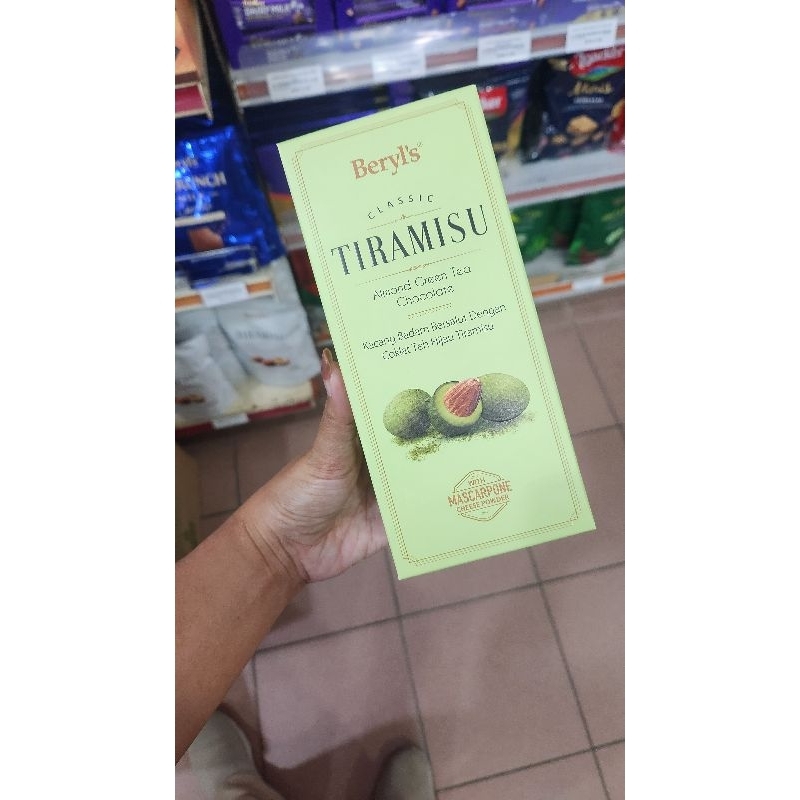 Beryl's
CLASSIC
TIRAMISU
Almond Green Tea
Chocolate
Kacang Badam Bersalut Dengan
Coklat Teh Hijau Tiramisu
WITH
MASCARPONE
CHEESE POWDER
TIRAMISU